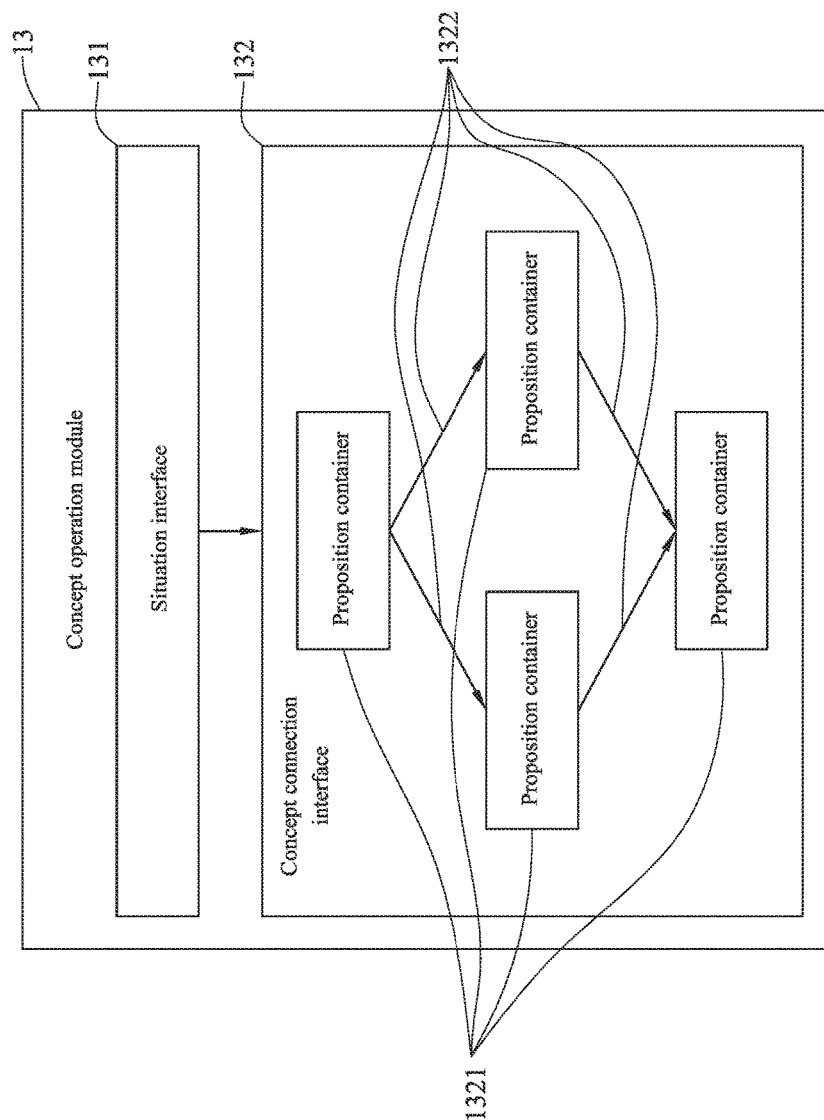 13
Concept operation module
131
Situation interface
132
Concept connection
interface
Proposition container
Proposition container
Proposition container
Proposition container
1321
1322